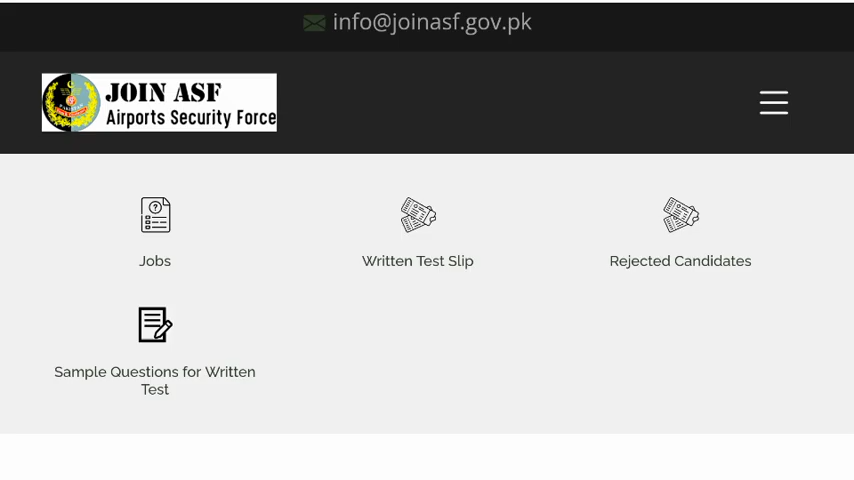 info@joinasf.gov.pk
JOIN ASF
Airports Security Force
Jobs
Written Test Slip
Rejected Candidates
Sample Questions for Written
Test